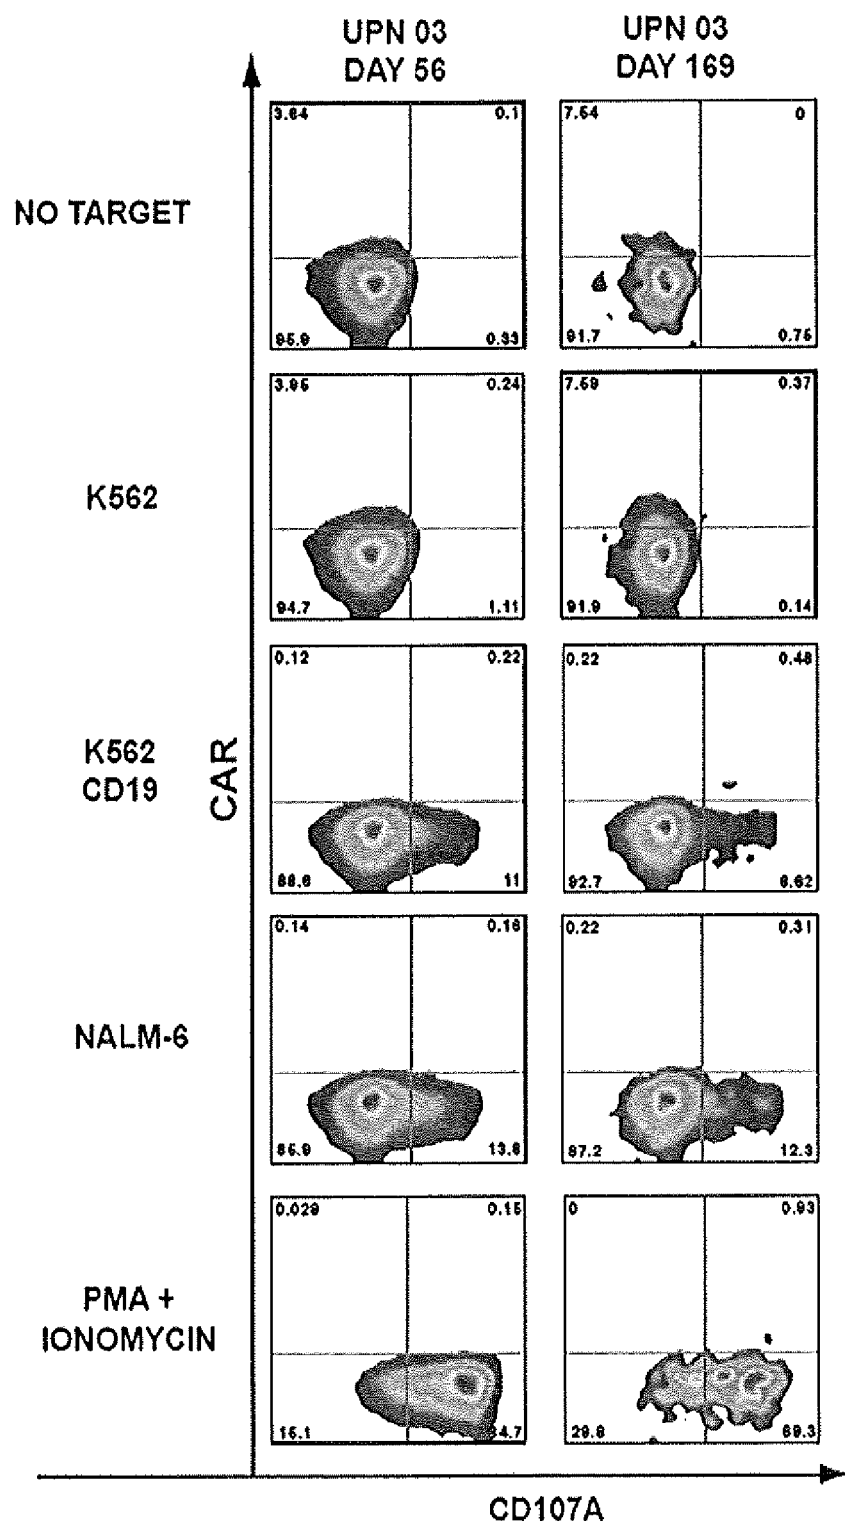 UPN 03
DAY 56
UPN 03
DAY 169
NO TARGET
3.64 0.1
95.9 0.33
7.54 0
91.7 0.75
K562
3.95 0.24
94.7 1.11
7.59 0.37
91.9 0.14
K562
CD19
CAR
0.12 0.22
88.6 11
0.22 0.48
92.7 6.62
NALM-6
0.14 0.16
85.9 13.8
0.22 0.31
87.2 12.3
PMA +
IONOMYCIN
0.029 0.15
15.1
0 0.93
29.8 69.3
CD107A